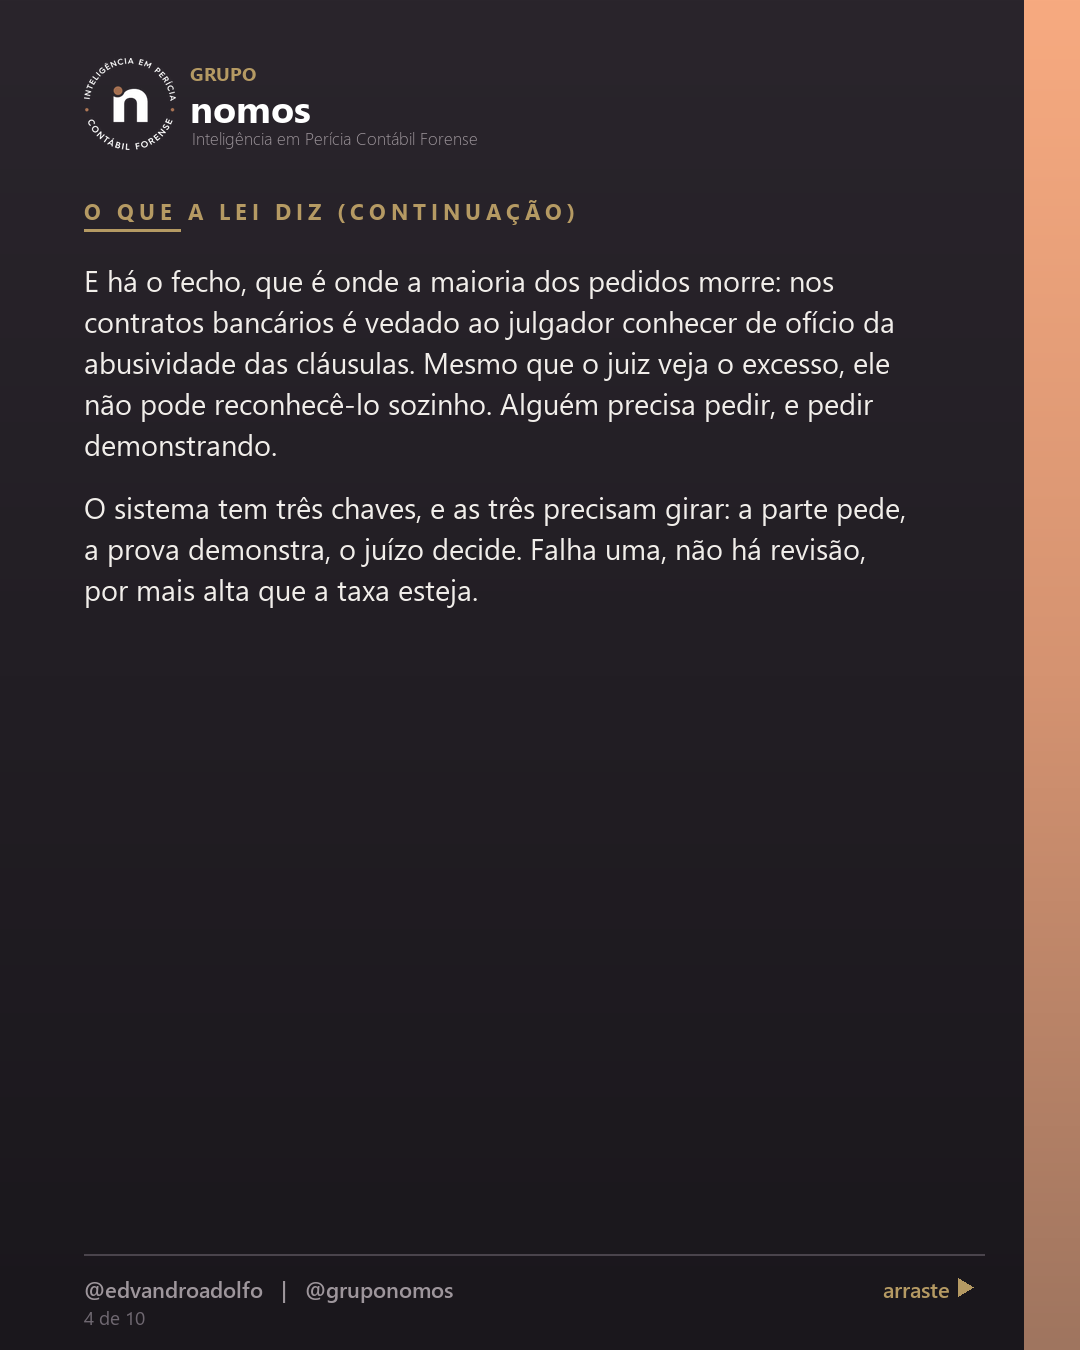 INTELIGÊNCIA EM PERÍCIA
CONTÁBIL FORENSE
n
GRUPO
nomos
Inteligência em Perícia Contábil Forense
O QUE A LEI DIZ (CONTINUAÇÃO)
E há o fecho, que é onde a maioria dos pedidos morre: nos
contratos bancários é vedado ao julgador conhecer de ofício da
abusividade das cláusulas. Mesmo que o juiz veja o excesso, ele
não pode reconhecê-lo sozinho. Alguém precisa pedir, e pedir
demonstrando.
O sistema tem três chaves, e as três precisam girar: a parte pede,
a prova demonstra, o juízo decide. Falha uma, não há revisão,
por mais alta que a taxa esteja.
@edvandroadolfo | @gruponomos
arraste
4 de 10